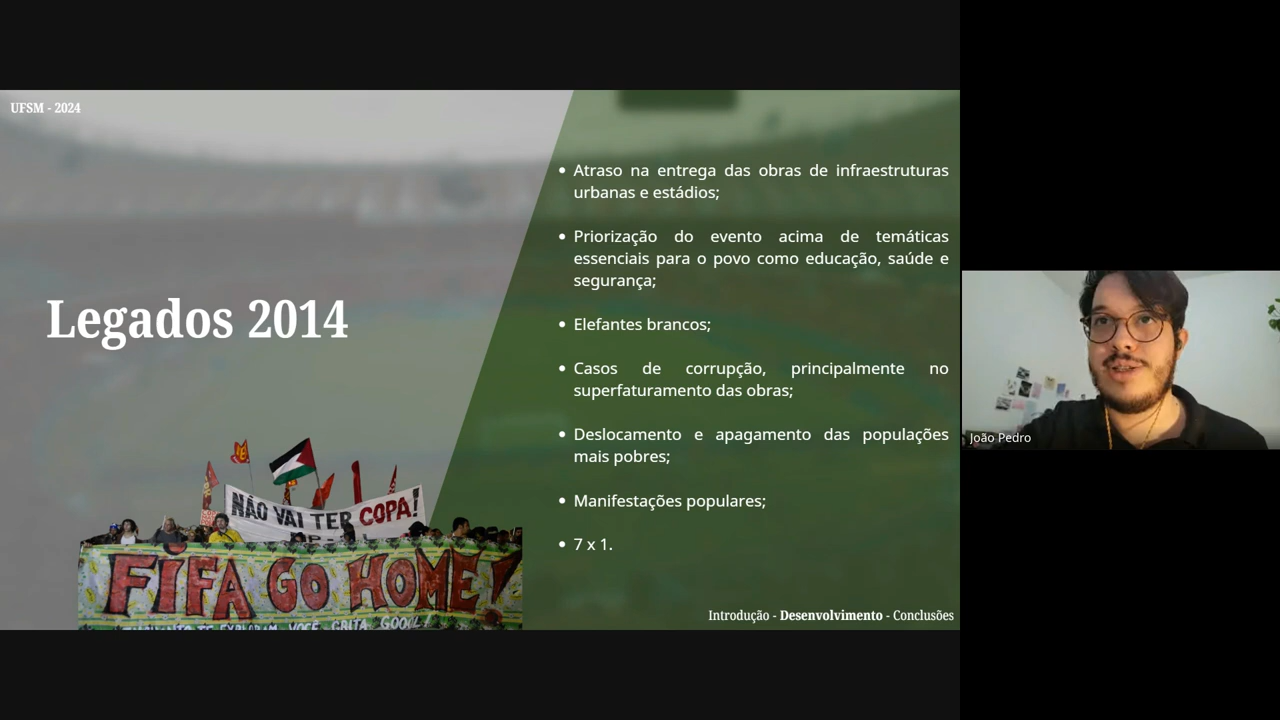 UFSM - 2024
Legados 2014
• Atraso na entrega das obras de infraestruturas
urbanas e estádios;
• Priorização do evento acima de temáticas
essenciais para o povo como educação, saúde e
segurança;
• Elefantes brancos;
• Casos de corrupção, principalmente no
superfaturamento das obras;
• Deslocamento e apagamento das populações
mais pobres;
• Manifestações populares;
• 7 x 1.
NÃO VAI TER COPA!
FIFA GO HOME!
VOCÊ GRITA GOOL!
Introdução - Desenvolvimento - Conclusões
João Pedro